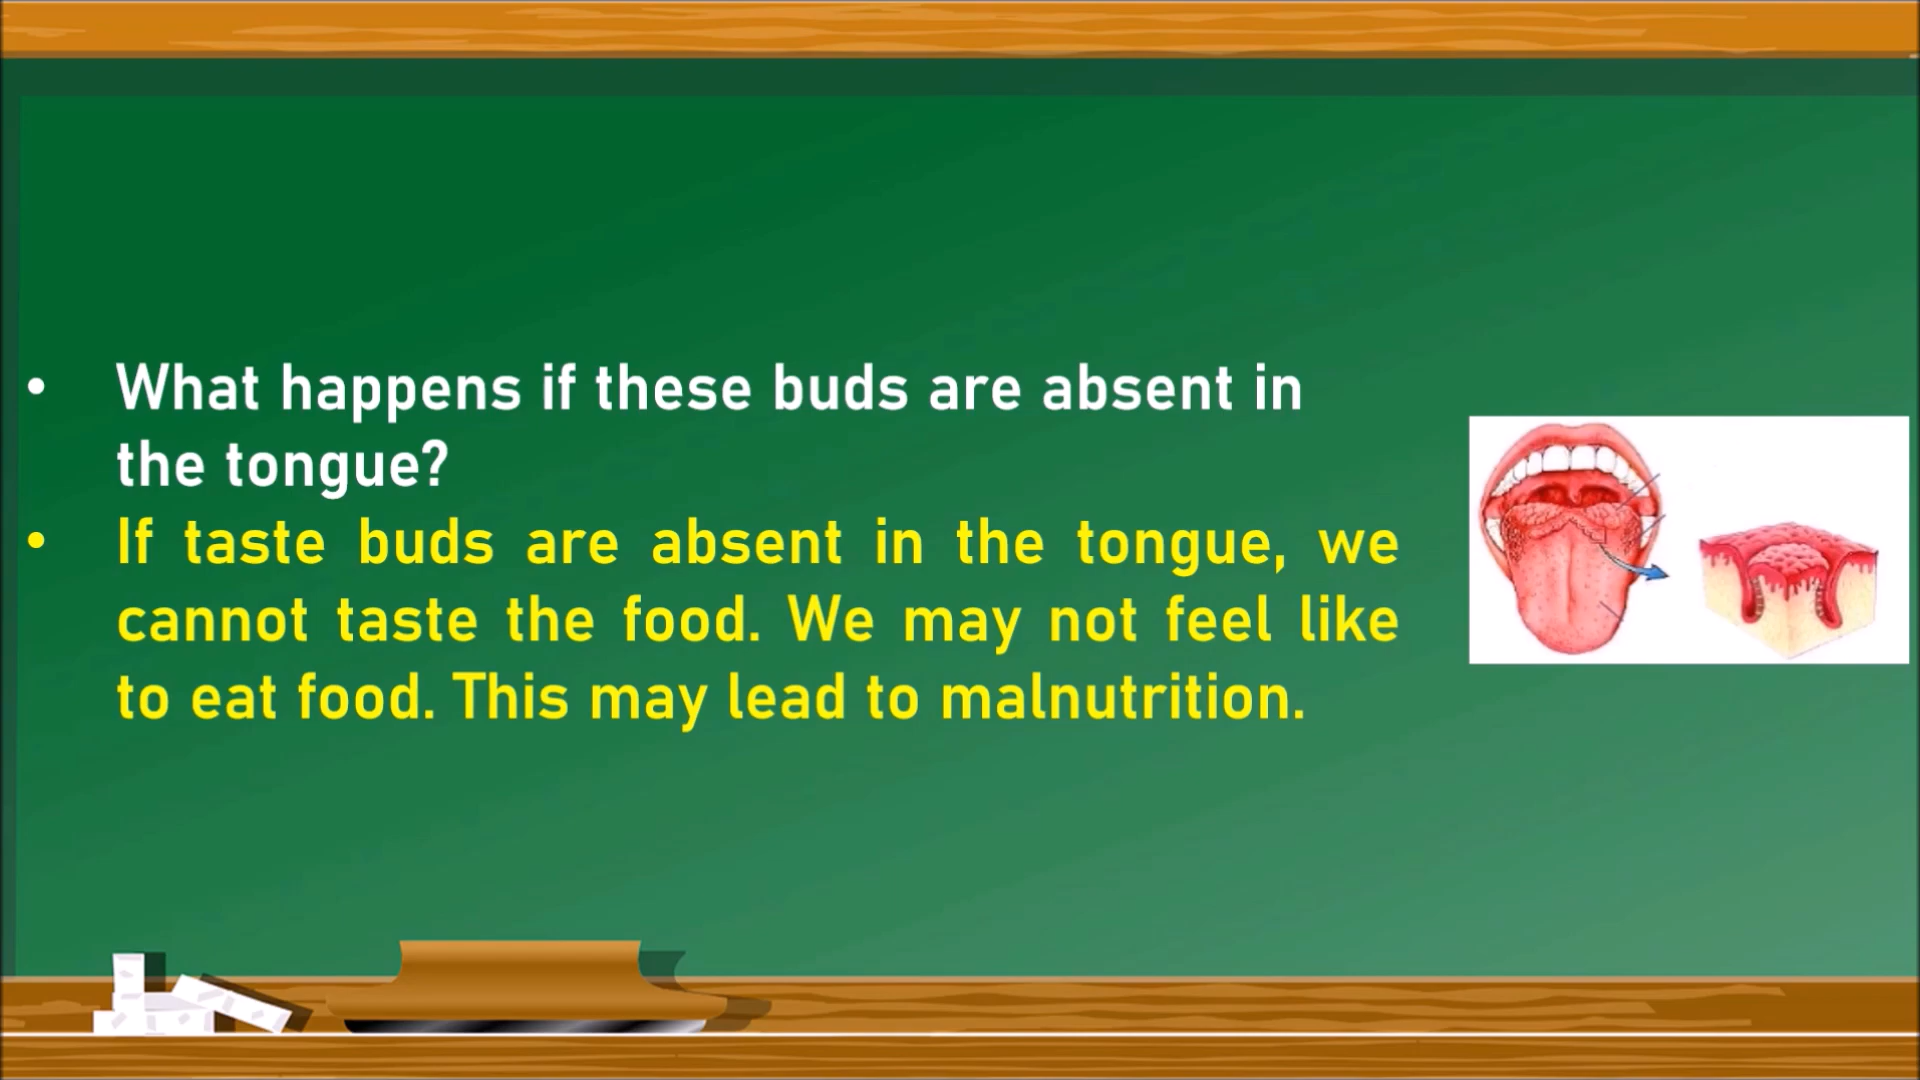 • What happens if these buds are absent in
the tongue?
• If taste buds are absent in the tongue, we
cannot taste the food. We may not feel like
to eat food. This may lead to malnutrition.